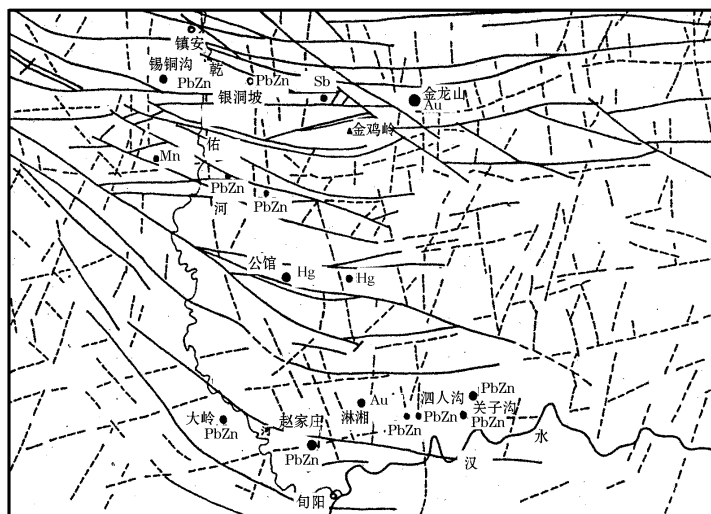 镇安
锡铜沟
PbZn
乾
PbZn
银洞坡
Sb
金龙山
Au
金鸡岭
佑
Mn
PbZn
河
PbZn
公馆
Hg
Hg
大岭
PbZn
赵家庄
PbZn
Au
淋湘
PbZn
泗人沟
PbZn
PbZn
关子沟
PbZn
汉
水
旬阳